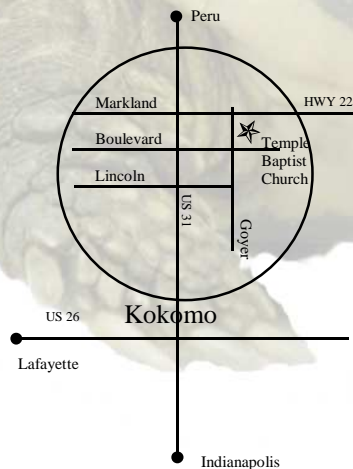 Peru
Markland
HWY 22
Boulevard
Temple
Baptist
Church
Lincoln
US 31
Goyer
Kokomo
US 26
Lafayette
Indianapolis